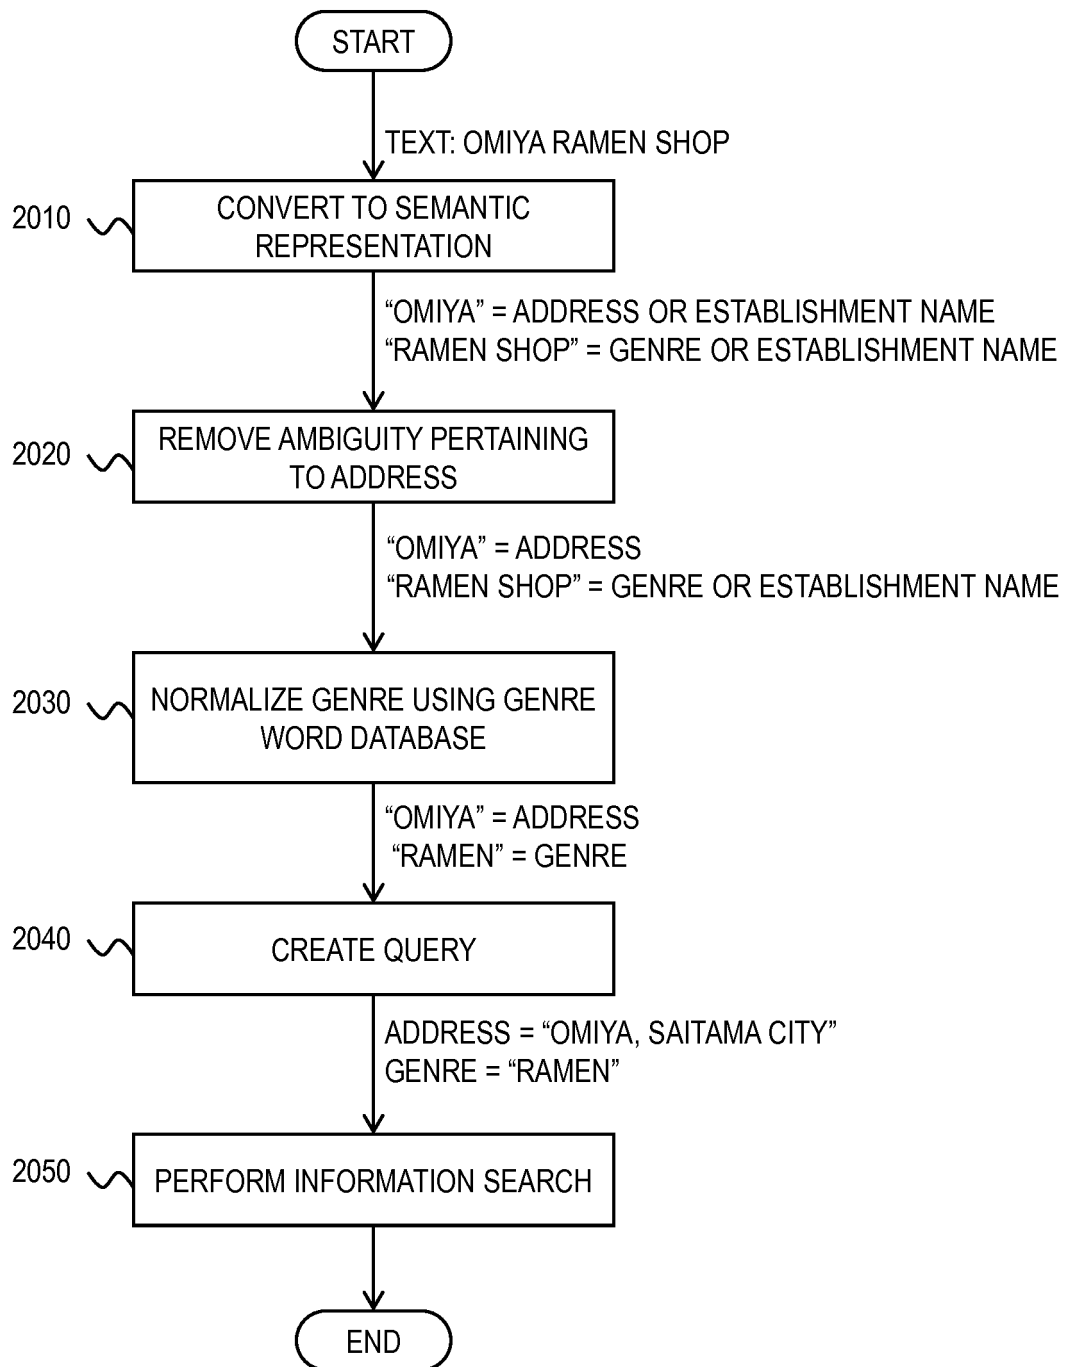 START
TEXT: OMIYA RAMEN SHOP
2010
CONVERT TO SEMANTIC
REPRESENTATION
“OMIYA” = ADDRESS OR ESTABLISHMENT NAME
“RAMEN SHOP” = GENRE OR ESTABLISHMENT NAME
2020
REMOVE AMBIGUITY PERTAINING
TO ADDRESS
“OMIYA” = ADDRESS
“RAMEN SHOP” = GENRE OR ESTABLISHMENT NAME
2030
NORMALIZE GENRE USING GENRE
WORD DATABASE
“OMIYA” = ADDRESS
“RAMEN” = GENRE
2040
CREATE QUERY
ADDRESS = “OMIYA, SAITAMA CITY”
GENRE = “RAMEN”
2050
PERFORM INFORMATION SEARCH
END